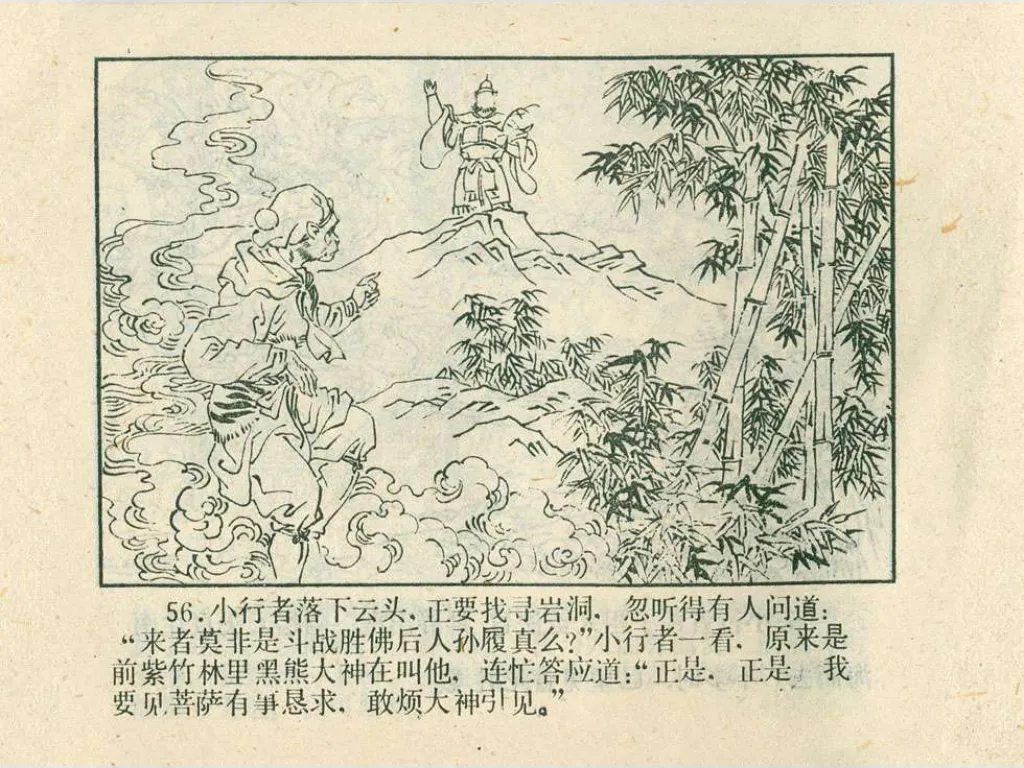 56.小行者落下云头,正要找寻岩洞,忽听得有人问道:
“来者莫非是斗战胜佛后人孙履真么?”小行者一看,原来是
前紫竹林里黑熊大神在叫他,连忙答应道:“正是,正是 我
要见菩萨有事恳求,敢烦大神引见。”